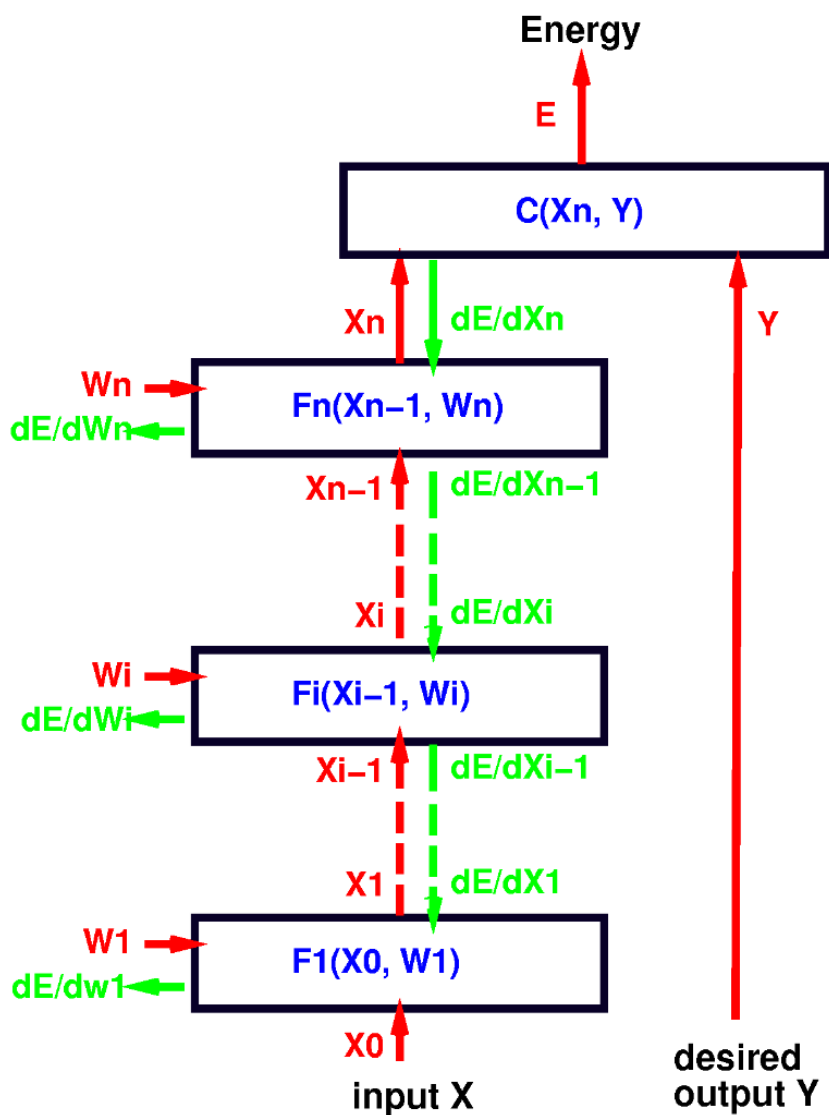 Energy
E
C(Xn, Y)
Xn
dE/dXn
Y
Wn
Fn(Xn−1, Wn)
dE/dWn
Xn−1
dE/dXn−1
Xi
dE/dXi
Wi
Fi(Xi−1, Wi)
dE/dWi
Xi−1
dE/dXi−1
X1
dE/dX1
W1
F1(X0, W1)
dE/dw1
X0
input X
desired
output Y